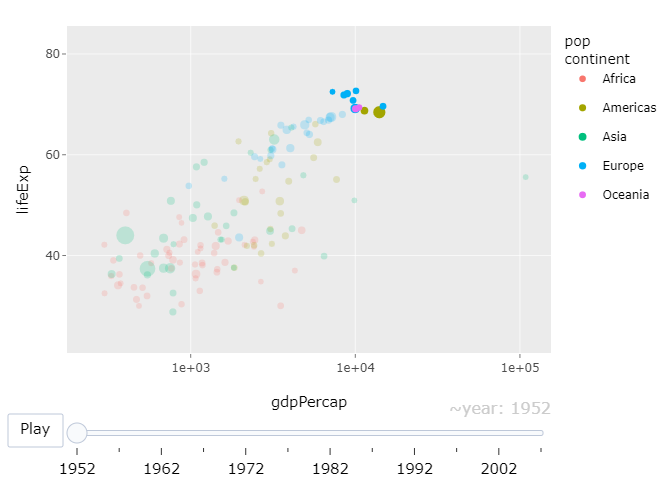 pop
continent
Africa
Americas
Asia
Europe
Oceania
80
60
40
lifeExp
1e+03 1e+04 1e+05
gdpPercap
~year: 1952
Play
1952 1962 1972 1982 1992 2002